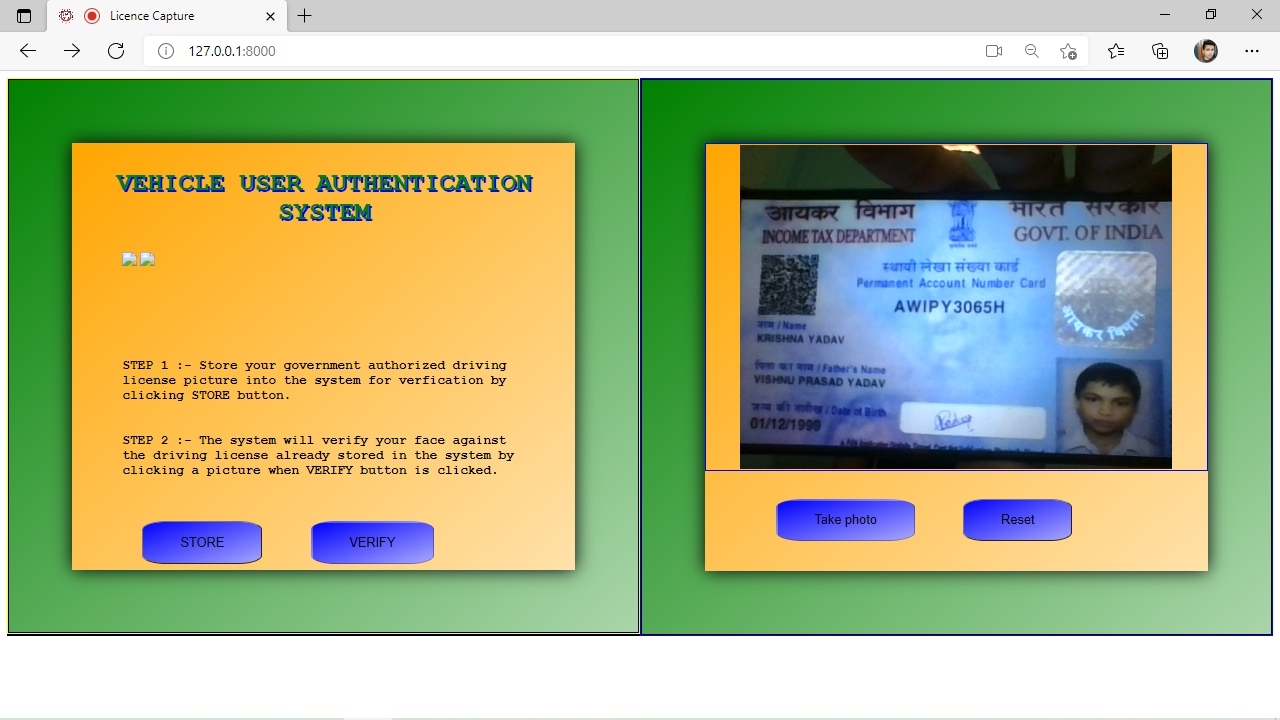 Licence Capture
127.0.0.1:8000
VEHICLE USER AUTHENTICATION
SYSTEM
STEP 1 :- Store your government authorized driving
license picture into the system for verfication by
clicking STORE button.
STEP 2 :- The system will verify your face against
the driving license already stored in the system by
clicking a picture when VERIFY button is clicked.
STORE
VERIFY
आयकर विभाग
भारत सरकार
INCOME TAX DEPARTMENT
GOVT. OF INDIA
स्थायी लेखा संख्या कार्ड
Permanent Account Number Card
AWIPY3065H
नाम / Name
KRISHNA YADAV
पिता का नाम / Father's Name
VISHNU PRASAD YADAV
जन्म की तारीख / Date of Birth
01/12/1999
आयकर विभाग
Take photo
Reset